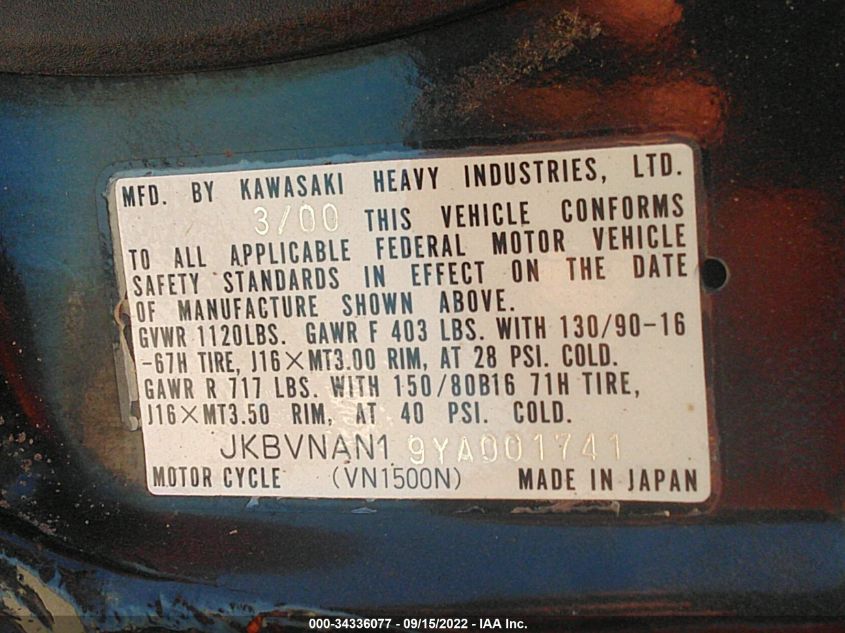 MFD. BY KAWASAKI HEAVY INDUSTRIES, LTD.
3/00 THIS VEHICLE CONFORMS
TO ALL APPLICABLE FEDERAL MOTOR VEHICLE
SAFETY STANDARDS IN EFFECT ON THE DATE
OF MANUFACTURE SHOWN ABOVE.
GVWR 1120LBS. GAWR F 403 LBS. WITH 130/90-16
-67H TIRE, J16×MT3.00 RIM, AT 28 PSI. COLD.
GAWR R 717 LBS. WITH 150/80B16 71H TIRE,
J16×MT3.50 RIM, AT 40 PSI. COLD.
JKBVNAN1 9YA001741
MOTOR CYCLE (VN1500N) MADE IN JAPAN
000-34336077 - 09/15/2022 - IAA Inc.